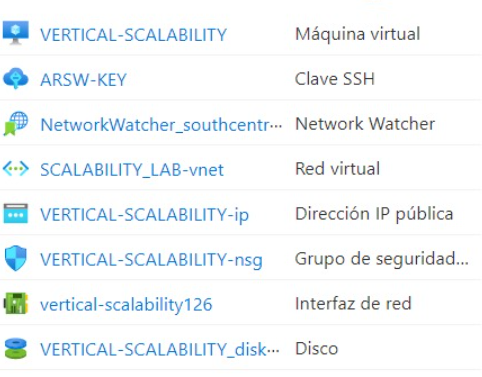 VERTICAL-SCALABILITY Máquina virtual
ARSW-KEY Clave SSH
NetworkWatcher_southcentr... Network Watcher
SCALABILITY_LAB-vnet Red virtual
VERTICAL-SCALABILITY-ip Dirección IP pública
VERTICAL-SCALABILITY-nsg Grupo de seguridad...
vertical-scalability126 Interfaz de red
VERTICAL-SCALABILITY_disk... Disco